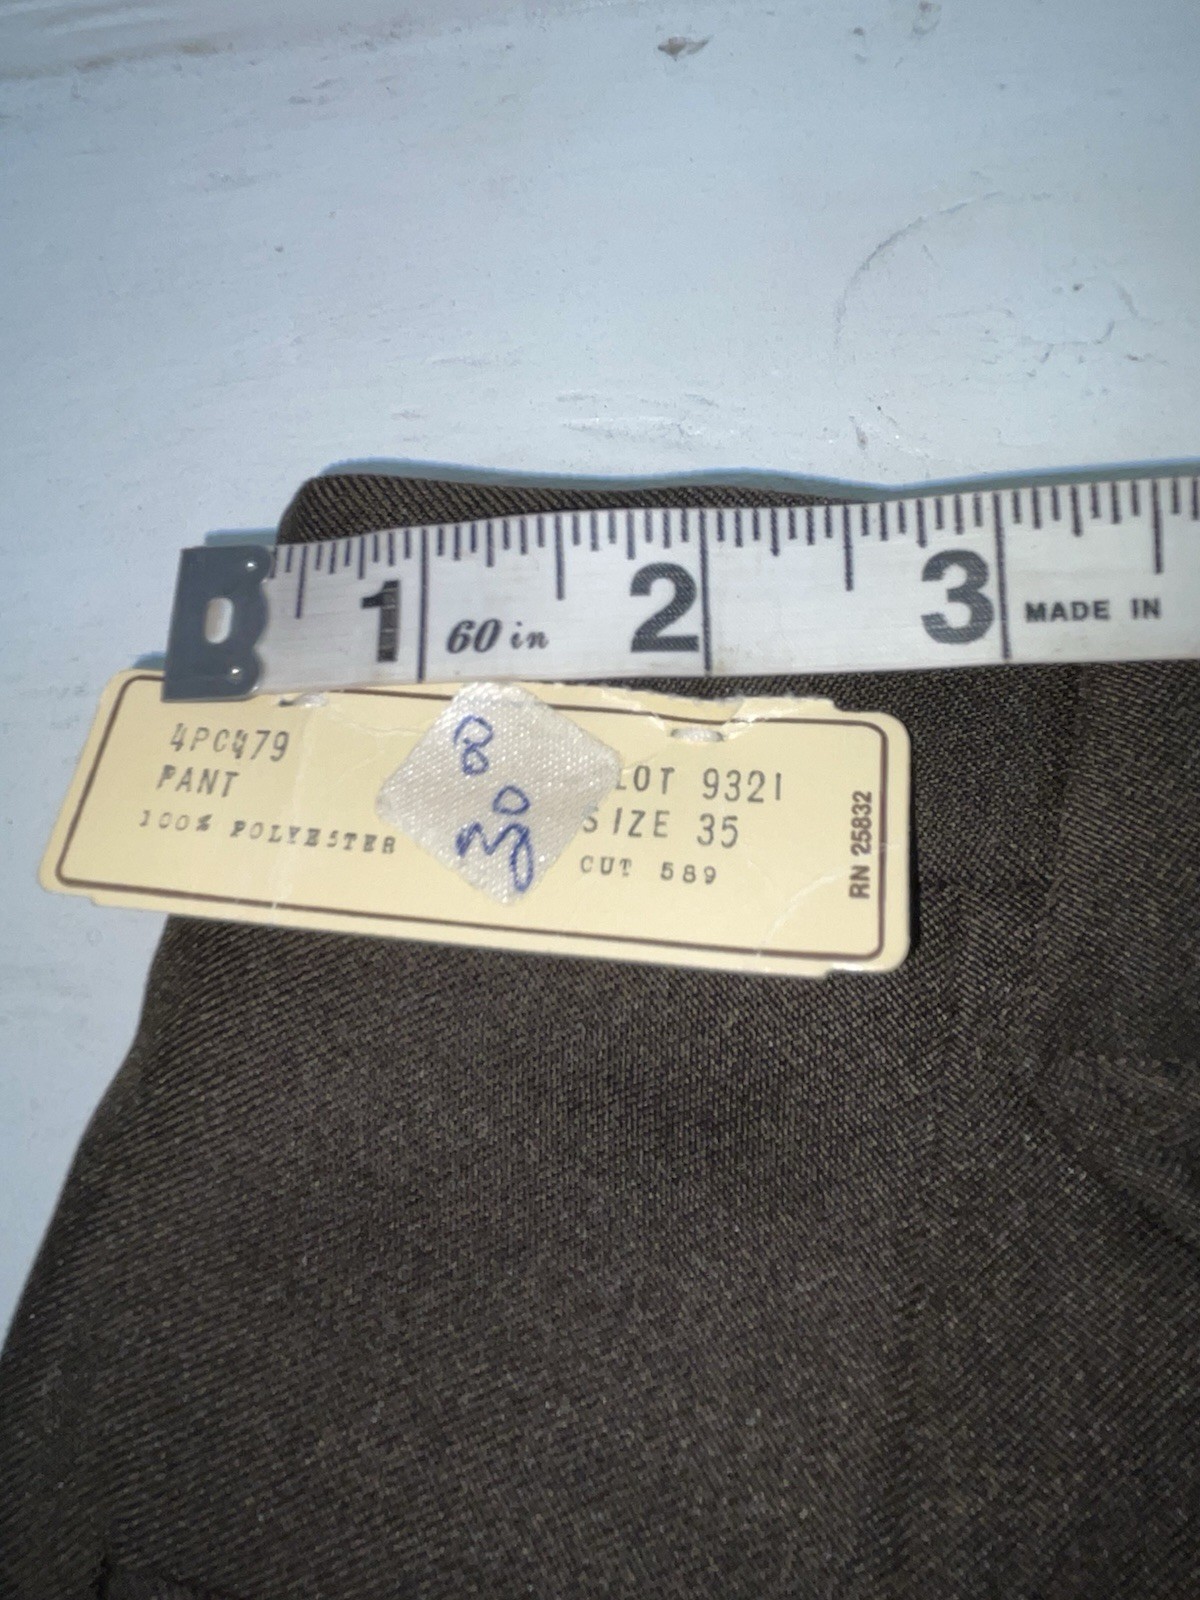 1 60 in 2 3 MADE IN
4PC479
PANT
100% POLYESTER
8
30
LOT 9321
SIZE 35
CUT 589
RN 25832